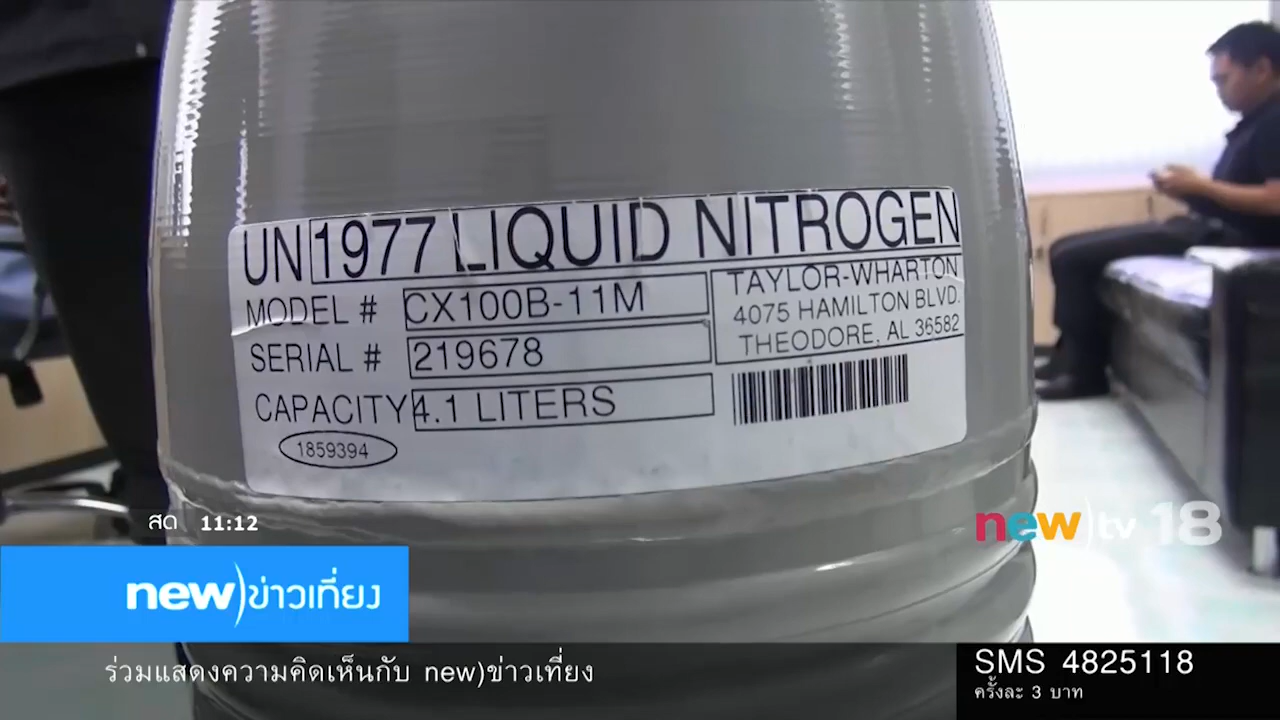 UN 1977 LIQUID NITROGEN
MODEL # CX100B-11M
SERIAL # 219678
CAPACITY 4.1 LITERS
1859394
TAYLOR-WHARTON
4075 HAMILTON BLVD.
THEODORE, AL 36582
สด 11:12
new)tv 18
new)ข่าวเที่ยง
ร่วมแสดงความคิดเห็นกับ new)ข่าวเที่ยง
SMS 4825118
ครั้งละ 3 บาท